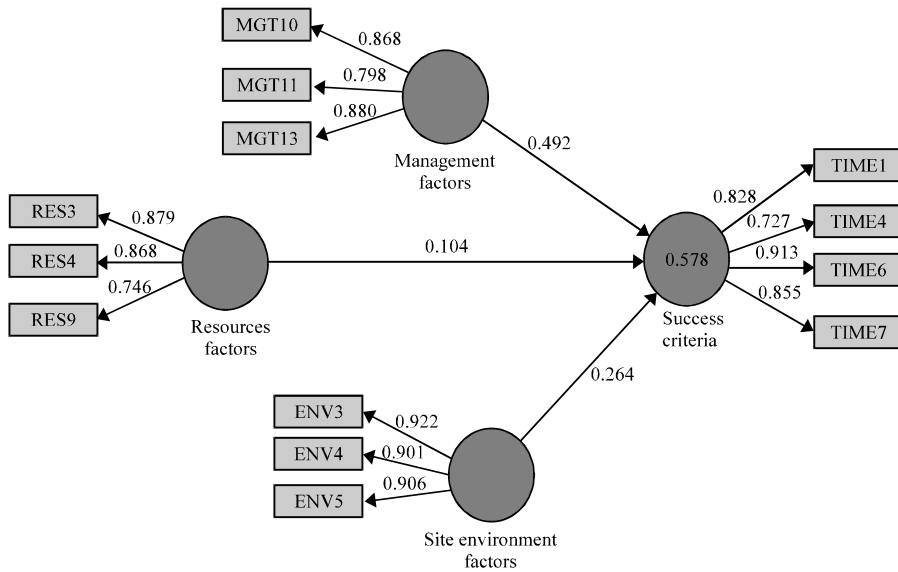 MGT10
0.868
MGT11
0.798
MGT13
0.880
Management
factors
0.492
RES3
0.879
RES4
0.868
RES9
0.746
Resources
factors
0.104
0.578
Success
criteria
TIME1
0.828
TIME4
0.727
TIME6
0.913
TIME7
0.855
0.264
ENV3
0.922
ENV4
0.901
ENV5
0.906
Site environment
factors